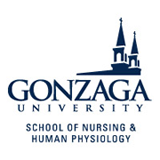 GONZAGA
UNIVERSITY
SCHOOL OF NURSING &
HUMAN PHYSIOLOGY